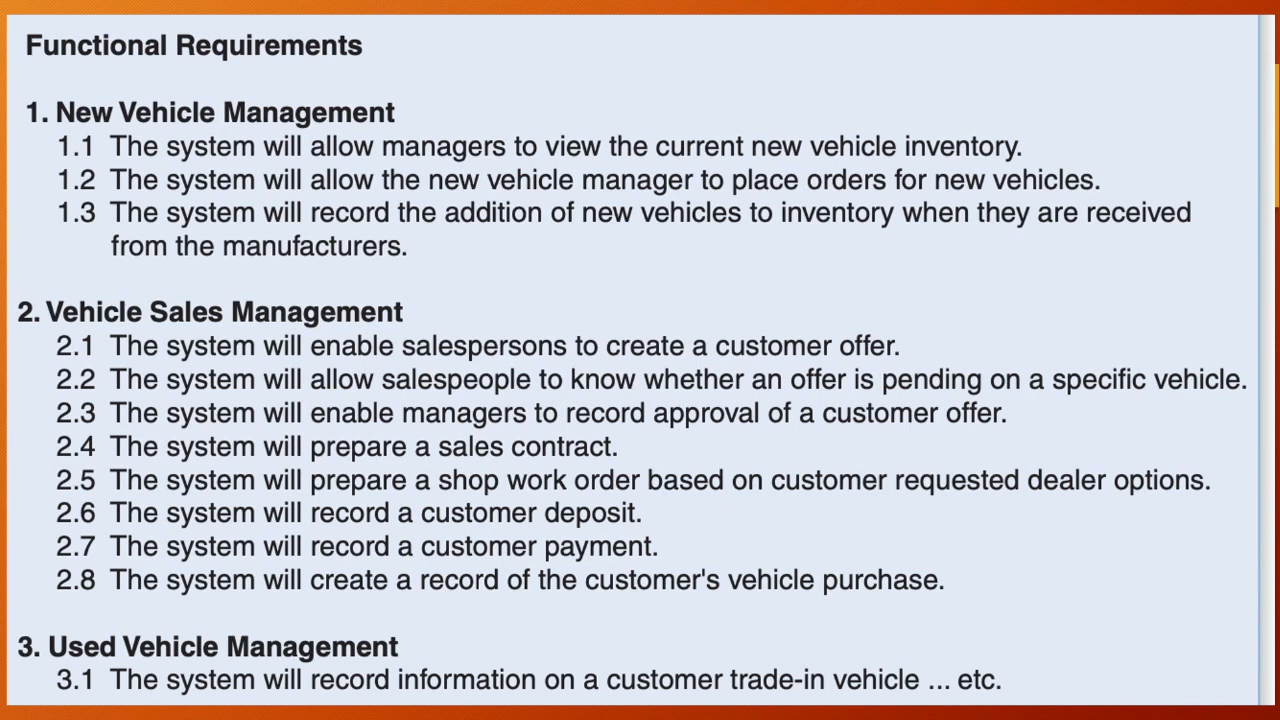 Functional Requirements
1. New Vehicle Management
1.1 The system will allow managers to view the current new vehicle inventory.
1.2 The system will allow the new vehicle manager to place orders for new vehicles.
1.3 The system will record the addition of new vehicles to inventory when they are received
from the manufacturers.
2. Vehicle Sales Management
2.1 The system will enable salespersons to create a customer offer.
2.2 The system will allow salespeople to know whether an offer is pending on a specific vehicle.
2.3 The system will enable managers to record approval of a customer offer.
2.4 The system will prepare a sales contract.
2.5 The system will prepare a shop work order based on customer requested dealer options.
2.6 The system will record a customer deposit.
2.7 The system will record a customer payment.
2.8 The system will create a record of the customer's vehicle purchase.
3. Used Vehicle Management
3.1 The system will record information on a customer trade-in vehicle ... etc.